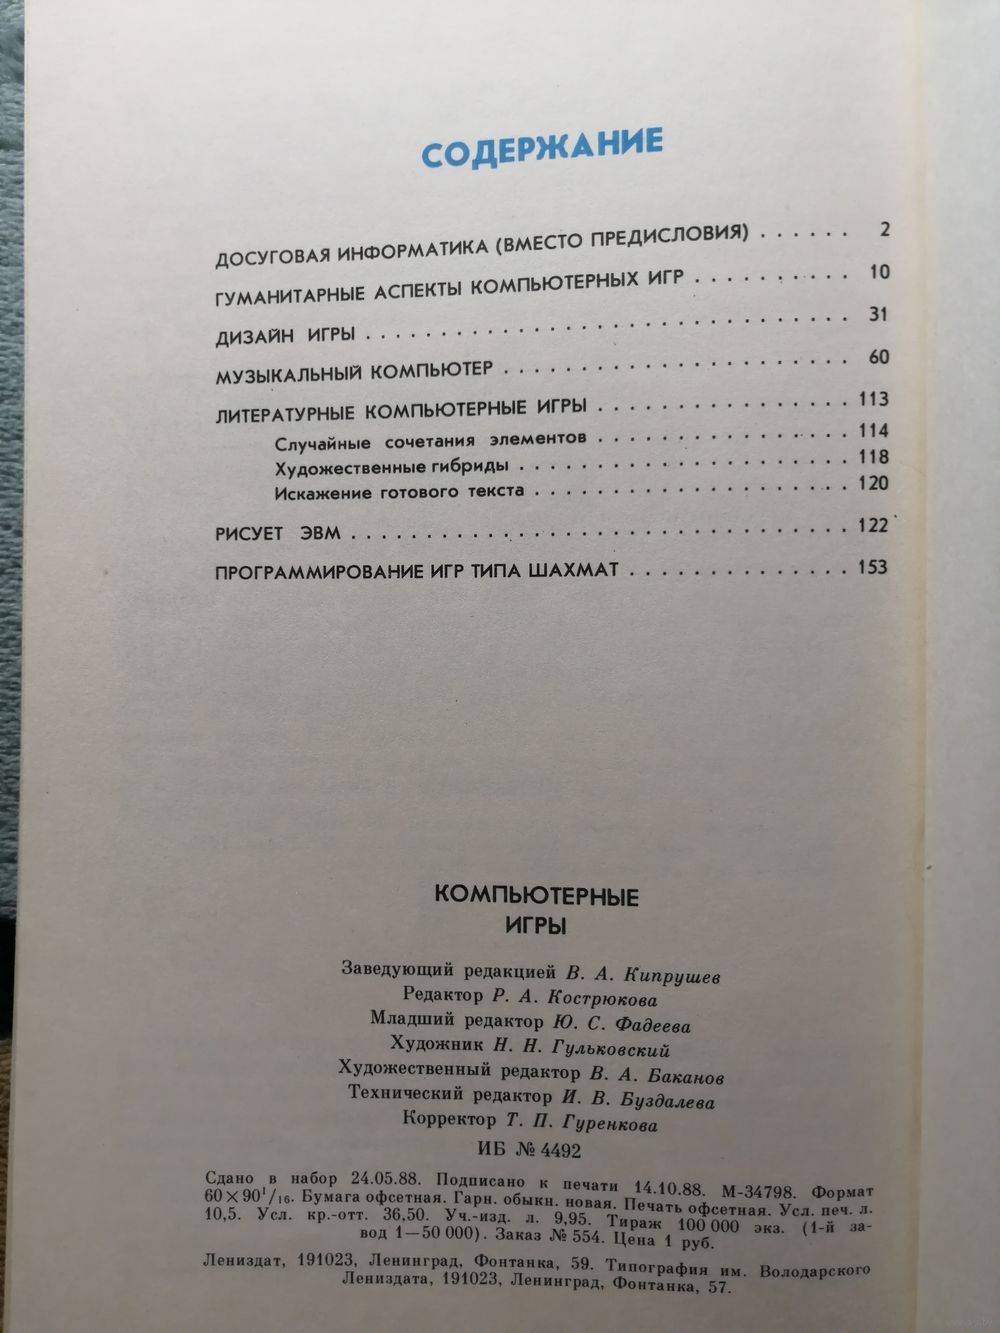 СОДЕРЖАНИЕ
ДОСУГОВАЯ ИНФОРМАТИКА (ВМЕСТО ПРЕДИСЛОВИЯ) . . . . . . 2
ГУМАНИТАРНЫЕ АСПЕКТЫ КОМПЬЮТЕРНЫХ ИГР . . . . . . . . . . 10
ДИЗАЙН ИГРЫ . . . . . . . . . . . . . . . . . . . . . . . . . . . . . . . 31
МУЗЫКАЛЬНЫЙ КОМПЬЮТЕР . . . . . . . . . . . . . . . . . . . . . . 60
ЛИТЕРАТУРНЫЕ КОМПЬЮТЕРНЫЕ ИГРЫ . . . . . . . . . . . . . . . . 113
Случайные сочетания элементов . . . . . . . . . . . . . . . . 114
Художественные гибриды . . . . . . . . . . . . . . . . . . . . . 118
Искажение готового текста . . . . . . . . . . . . . . . . . . . . 120
РИСУЕТ ЭВМ . . . . . . . . . . . . . . . . . . . . . . . . . . . . . . . . 122
ПРОГРАММИРОВАНИЕ ИГР ТИПА ШАХМАТ . . . . . . . . . . . . . . 153
КОМПЬЮТЕРНЫЕ
ИГРЫ
Заведующий редакцией В. А. Кипрушев
Редактор Р. А. Кострюкова
Младший редактор Ю. С. Фадеева
Художник Н. Н. Гульковский
Художественный редактор В. А. Баканов
Технический редактор И. В. Буздалева
Корректор Т. П. Гуренкова
ИБ № 4492
Сдано в набор 24.05.88. Подписано к печати 14.10.88. М-34798. Формат
60×90¹/₁₆. Бумага офсетная. Гарн. обыкн. новая. Печать офсетная. Усл. печ. л.
10,5. Усл. кр.-отт. 36,50. Уч.-изд. л. 9,95. Тираж 100 000 экз. (1-й за-
вод 1—50 000). Заказ № 554. Цена 1 руб.
Лениздат, 191023, Ленинград, Фонтанка, 59. Типография им. Володарского
Лениздата, 191023, Ленинград, Фонтанка, 57.